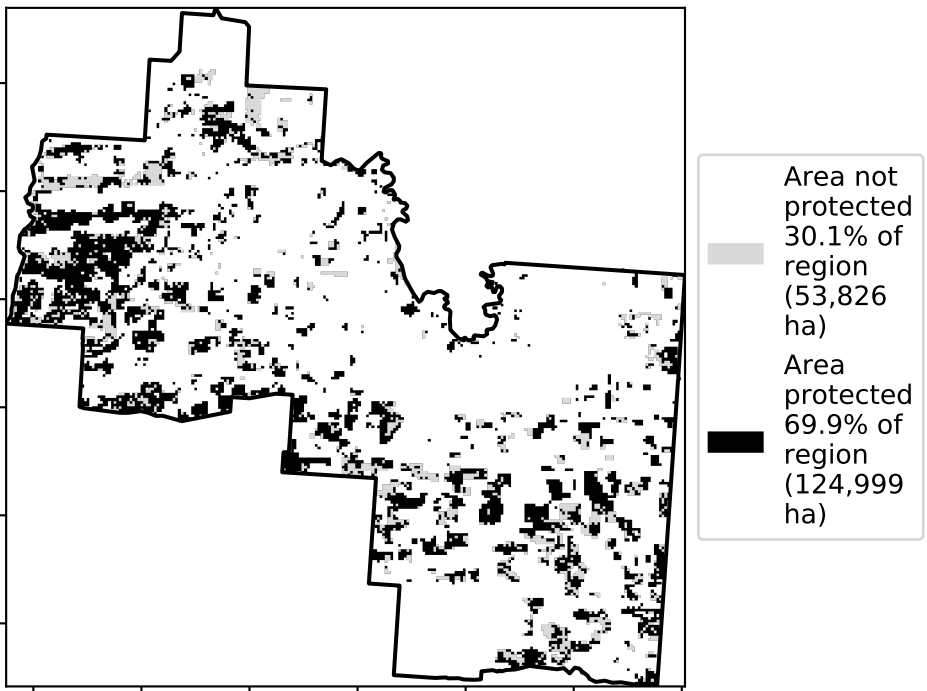 Area not
protected
30.1% of
region
(53,826
ha)
Area
protected
69.9% of
region
(124,999
ha)